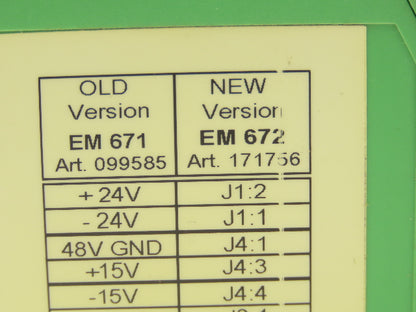 OLD NEW
Version Version
EM 671 EM 672
Art. 099585 Art. 171756
+24V J1:2
-24V J1:1
48V GND J4:1
+15V J4:3
-15V J4:4